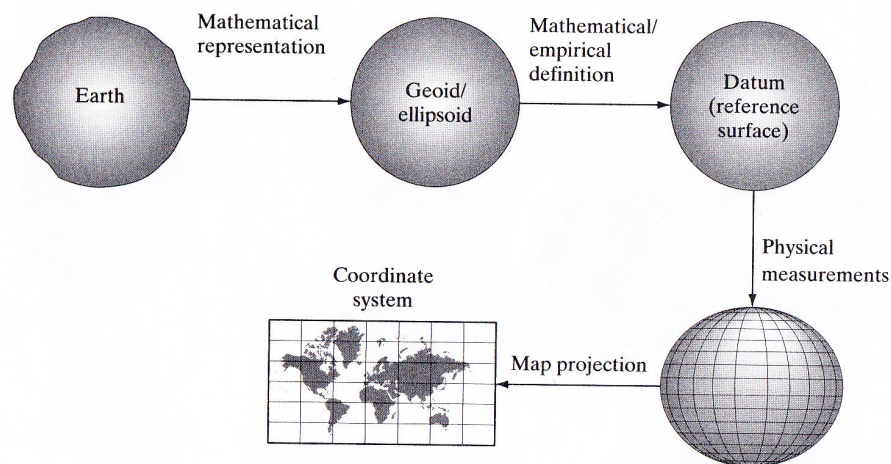 Mathematical
representation
Mathematical/
empirical
definition
Earth
Geoid/
ellipsoid
Datum
(reference
surface)
Physical
measurements
Coordinate
system
Map projection